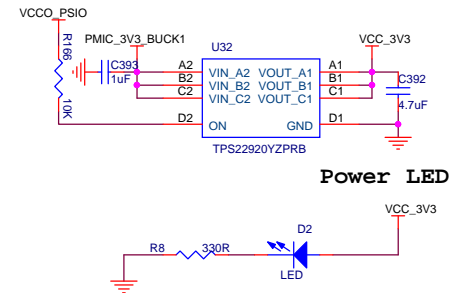 VCCO_PSIO
R166
10K
PMIC_3V3_BUCK1
C393
1uF
U32
VCC_3V3
A2 VIN_A2 VOUT_A1 A1
B2 VIN_B2 VOUT_B1 B1
C2 VIN_C2 VOUT_C1 C1
D2 ON GND D1
TPS22920YZPRB
C392
4.7uF
Power LED
VCC_3V3
D2
R8 330R
LED